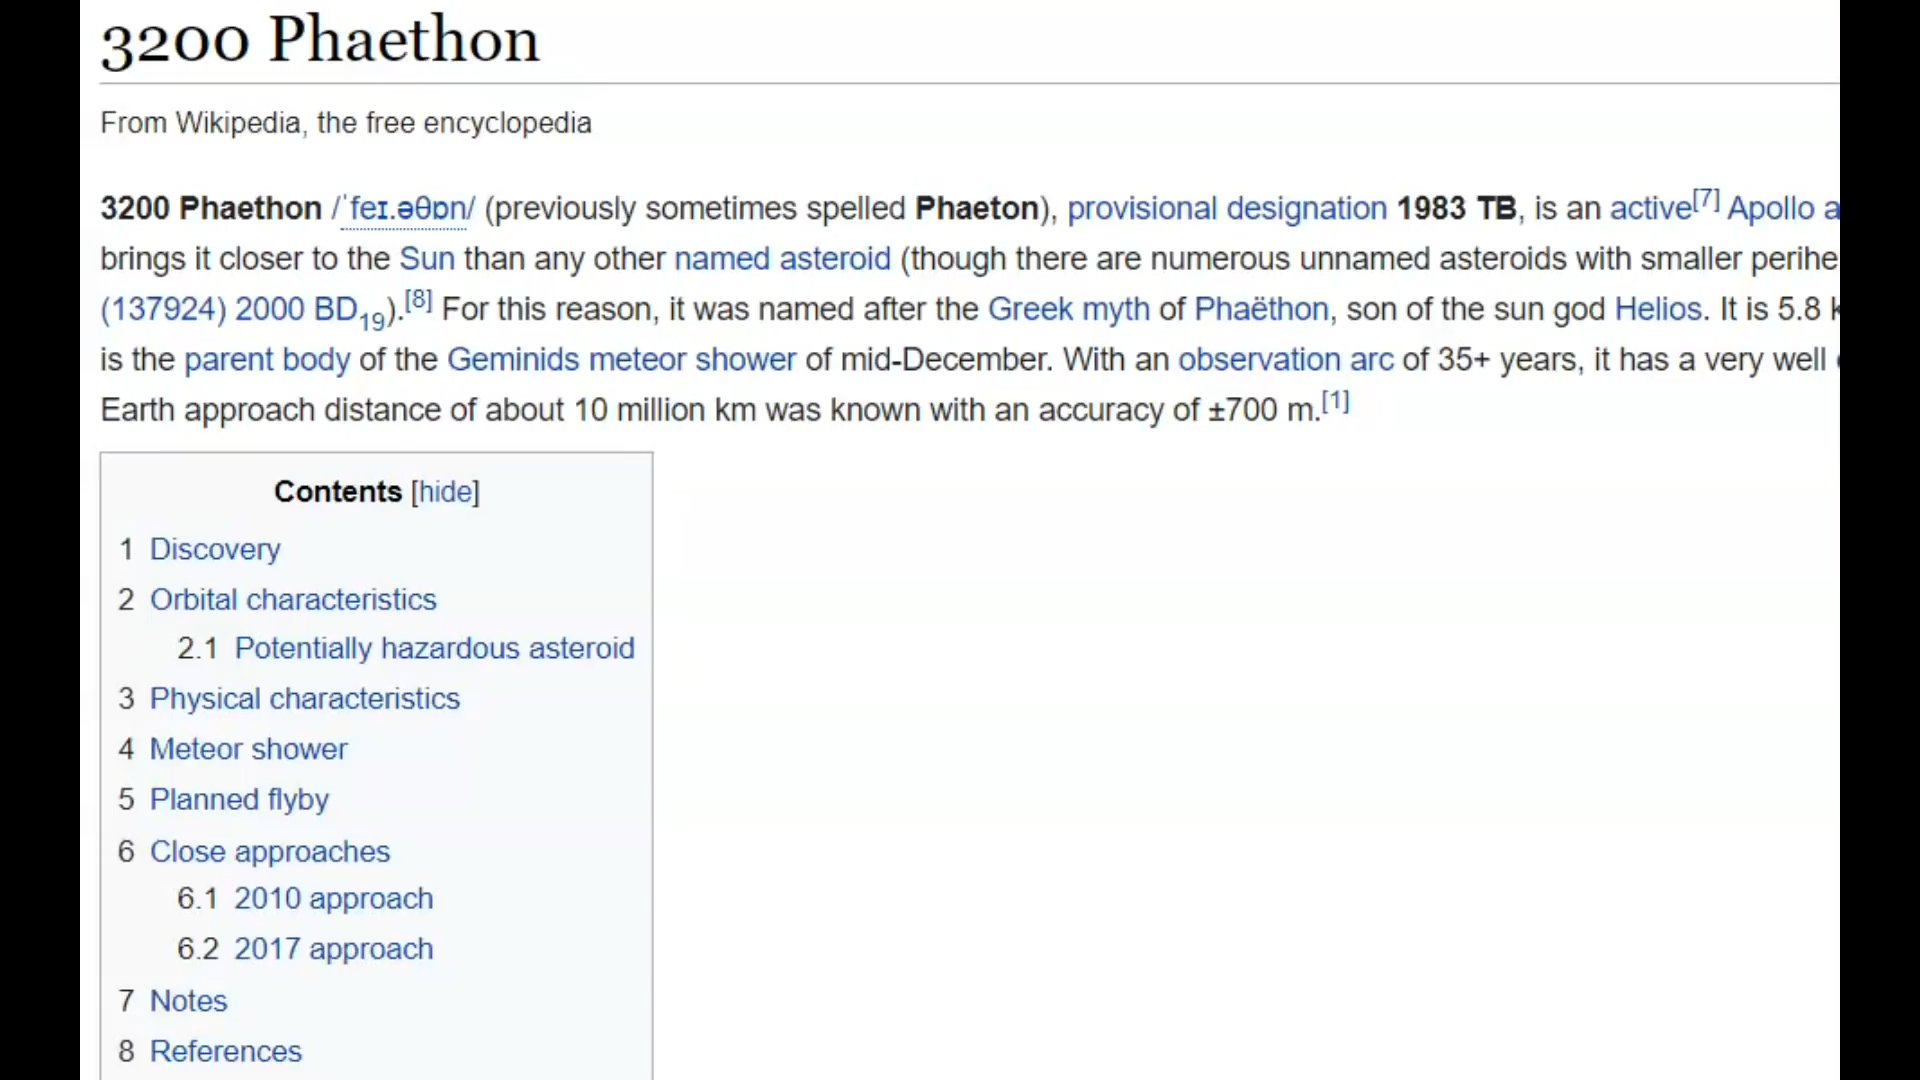 3200 Phaethon
From Wikipedia, the free encyclopedia
3200 Phaethon /ˈfeɪ.əθɒn/ (previously sometimes spelled Phaeton), provisional designation 1983 TB, is an active[7] Apollo a
brings it closer to the Sun than any other named asteroid (though there are numerous unnamed asteroids with smaller perihe
(137924) 2000 BD19).[8] For this reason, it was named after the Greek myth of Phaëthon, son of the sun god Helios. It is 5.8 k
is the parent body of the Geminids meteor shower of mid-December. With an observation arc of 35+ years, it has a very well
Earth approach distance of about 10 million km was known with an accuracy of ±700 m.[1]
Contents [hide]
1 Discovery
2 Orbital characteristics
2.1 Potentially hazardous asteroid
3 Physical characteristics
4 Meteor shower
5 Planned flyby
6 Close approaches
6.1 2010 approach
6.2 2017 approach
7 Notes
8 References